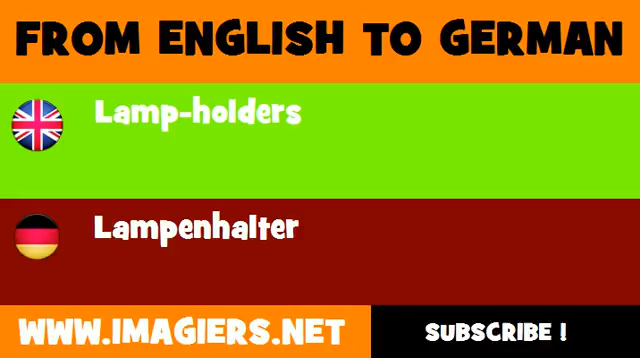 FROM ENGLISH TO GERMAN
Lamp-holders
Lampenhalter
WWW.IMAGIERS.NET
SUBSCRIBE !